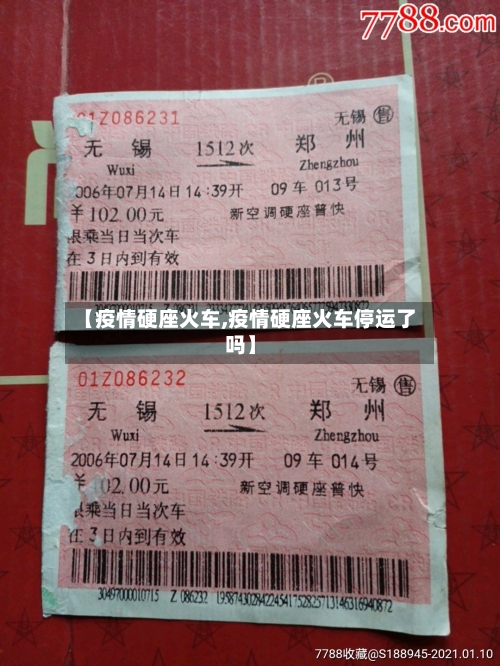 7788.com
01Z086231
无锡 售
无锡 1512次 郑州
Wuxi Zhengzhou
2006年07月14日14:39开 09车013号
¥102.00元 新空调硬座普快
限乘当日当次车
在3日内到有效
【疫情硬座火车,疫情硬座火车停运了
吗】
01Z086232
无锡 售
无锡 1512次 郑州
Wuxi Zhengzhou
2006年07月14日14:39开 09车014号
¥102.00元 新空调硬座普快
限乘当日当次车
在3日内到有效
30497000010715 Z 086232 19587430284224541752825713146316940872
7788收藏@S188945-2021.01.10